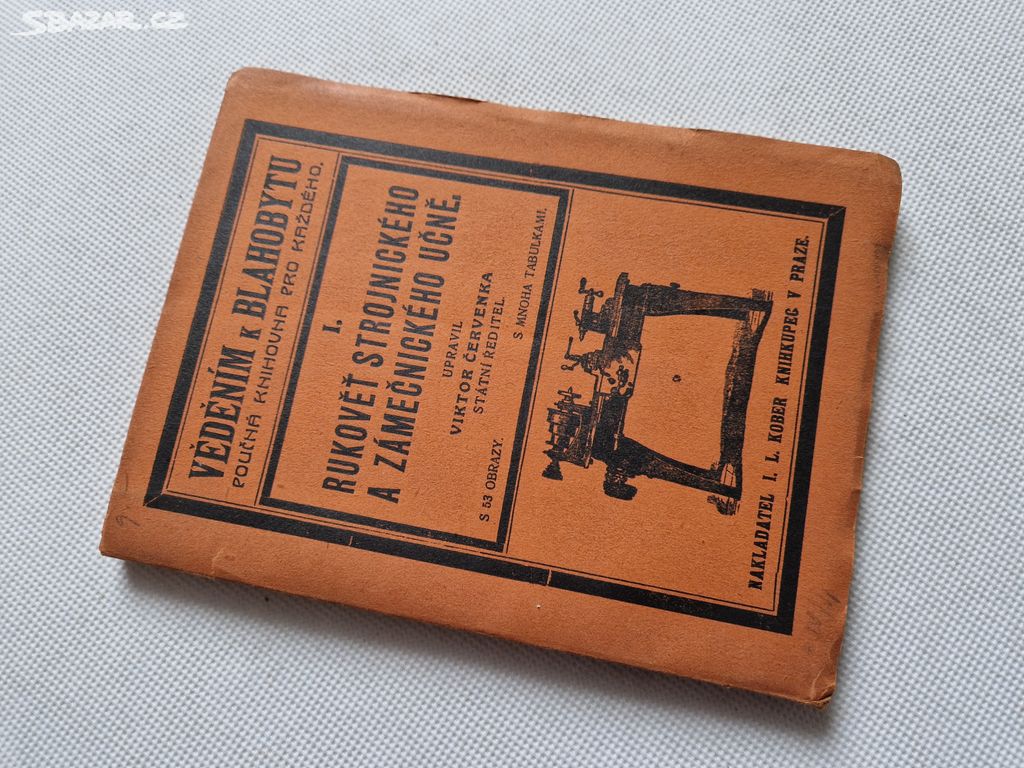 SBAZAR.CZ
VĚDĚNÍM K BLAHOBYTU
POUČNÁ KNIHOVNA PRO KAŽDÉHO.
I.
RUKOVĚŤ STROJNICKÉHO
A ZÁMEČNICKÉHO UČNĚ.
UPRAVIL
VIKTOR ČERVENKA
STÁTNÍ ŘEDITEL.
S 53 OBRAZY. S MNOHA TABULKAMI.
NAKLADATEL I. L. KOBER KNIHKUPEC V PRAZE.